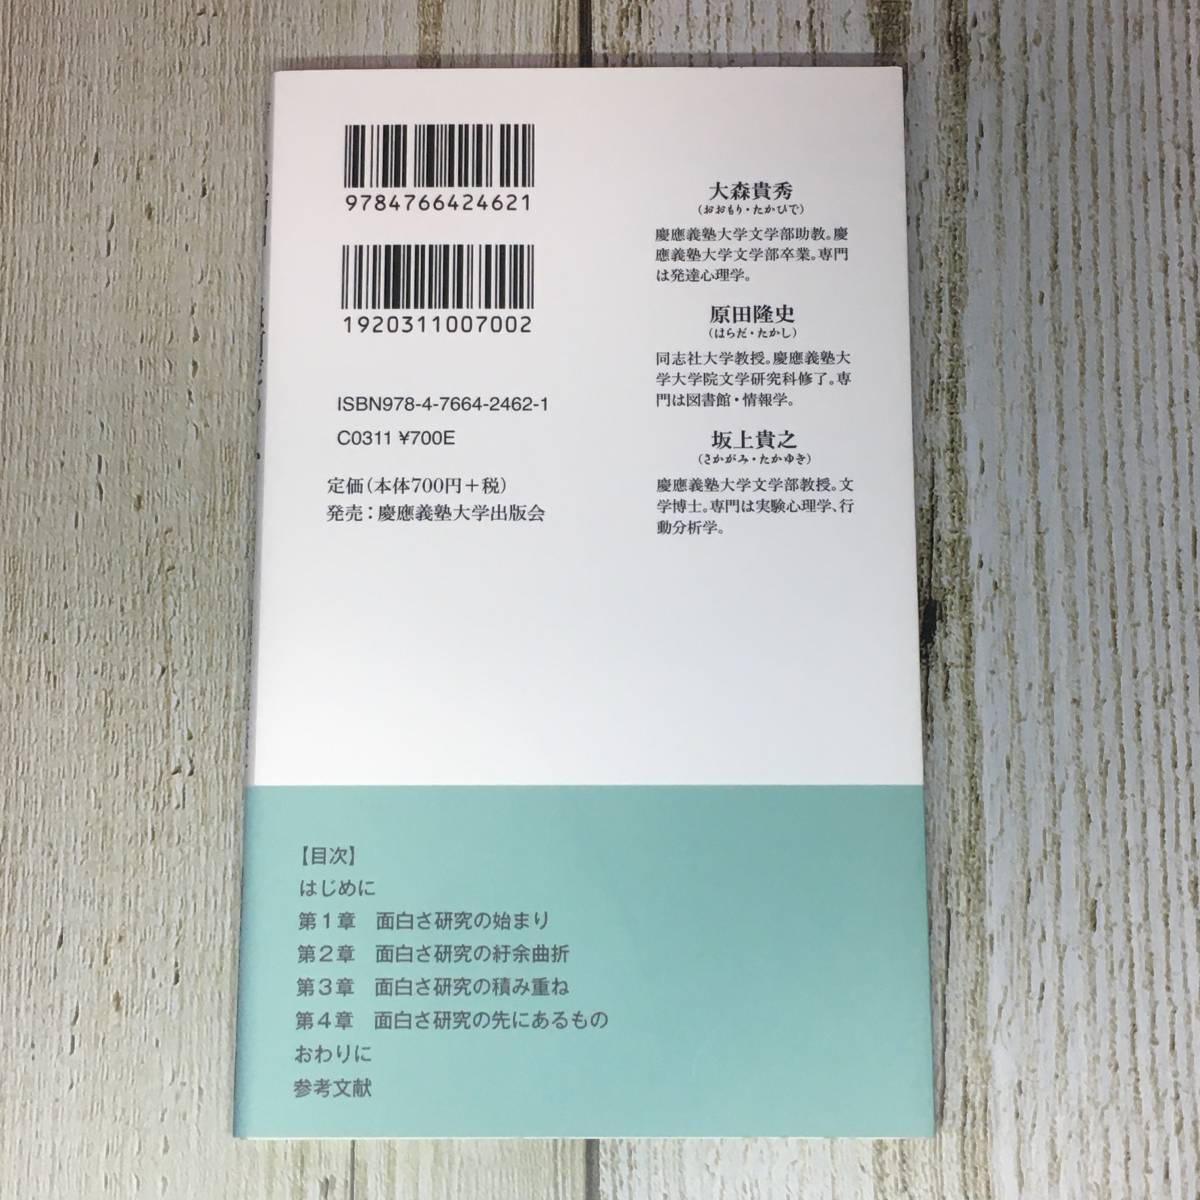 9784766424621
1920311007002
ISBN978-4-7664-2462-1
C0311 ¥700E
定価（本体700円＋税）
発売：慶應義塾大学出版会
大森貴秀
（おおもり・たかひで）
慶應義塾大学文学部助教。慶
應義塾大学文学部卒業。専門
は発達心理学。
原田隆史
（はらだ・たかし）
同志社大学教授。慶應義塾大
学大学院文学研究科修了。専
門は図書館・情報学。
坂上貴之
（さかがみ・たかゆき）
慶應義塾大学文学部教授。文
学博士。専門は実験心理学、行
動分析学。
【目次】
はじめに
第１章　面白さ研究の始まり
第２章　面白さ研究の紆余曲折
第３章　面白さ研究の積み重ね
第４章　面白さ研究の先にあるもの
おわりに
参考文献